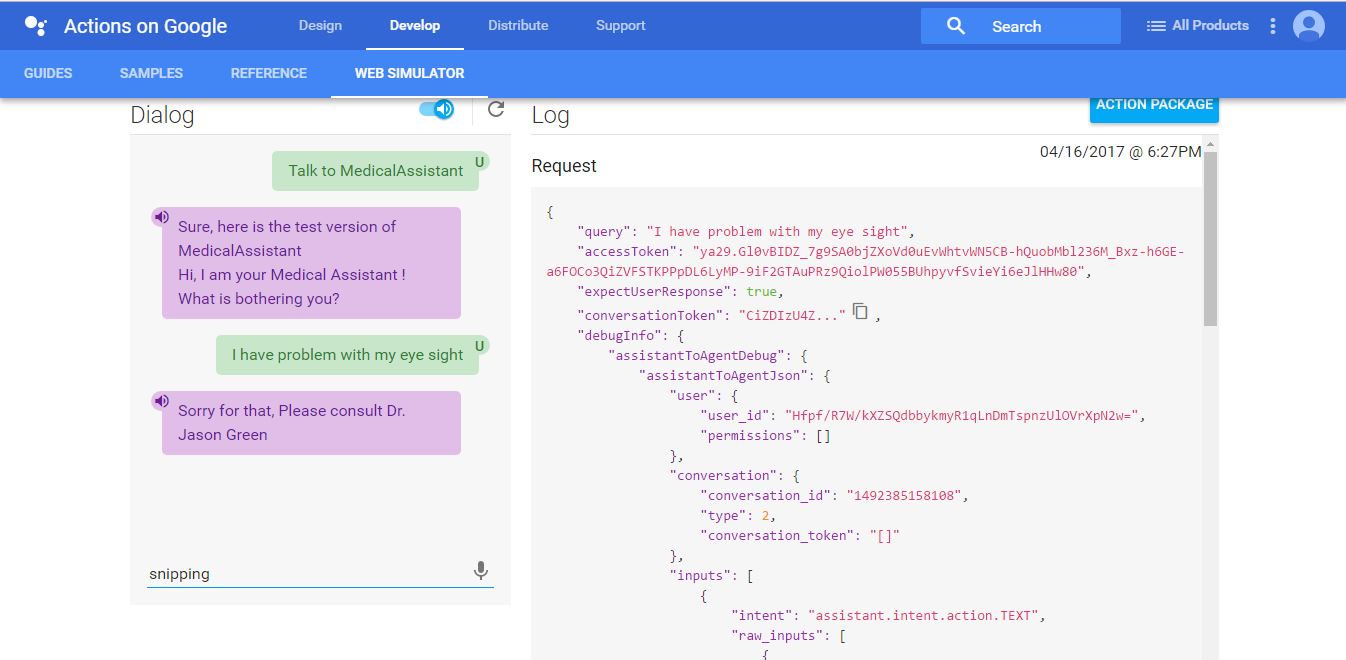 Actions on Google
Design
Develop
Distribute
Support
Search
All Products
GUIDES
SAMPLES
REFERENCE
WEB SIMULATOR
Dialog
Talk to MedicalAssistant
U
Sure, here is the test version of
MedicalAssistant
Hi, I am your Medical Assistant !
What is bothering you?
I have problem with my eye sight
U
Sorry for that, Please consult Dr.
Jason Green
snipping
Log
ACTION PACKAGE
04/16/2017 @ 6:27PM
Request
{
"query": "I have problem with my eye sight",
"accessToken": "ya29.Gl0vBIDZ_7g9SA0bjZXoVd0uEvWhtvWN5CB-hQuobMbl236M_Bxz-h6GE-
a6FOCo3QiZVFSTKPPpDL6LyMP-9iF2GTAuPRz9QiolPW055BUhpyvfSvieYi6eJlHHw80",
"expectUserResponse": true,
"conversationToken": "CiZDIzU4Z..." ,
"debugInfo": {
"assistantToAgentDebug": {
"assistantToAgentJson": {
"user": {
"user_id": "Hfpf/R7W/kXZSQdbbykmyR1qLnDmTspnzUlOVrXpN2w=",
"permissions": []
},
"conversation": {
"conversation_id": "1492385158108",
"type": 2,
"conversation_token": "[]"
},
"inputs": [
{
"intent": "assistant.intent.action.TEXT",
"raw_inputs": [
{